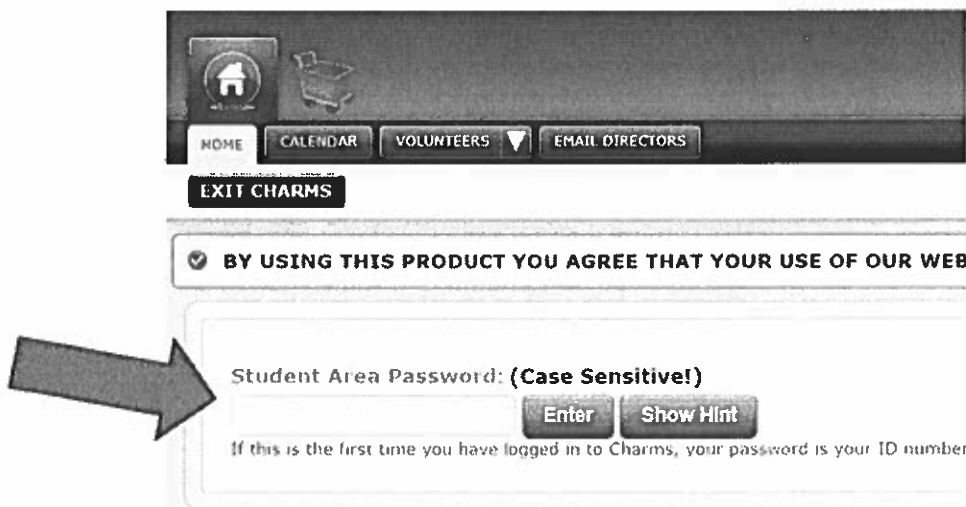 HOME CALENDAR VOLUNTEERS EMAIL DIRECTORS
EXIT CHARMS
BY USING THIS PRODUCT YOU AGREE THAT YOUR USE OF OUR WEB
Student Area Password: (Case Sensitive!)
Enter Show Hint
If this is the first time you have logged in to Charms, your password is your ID number